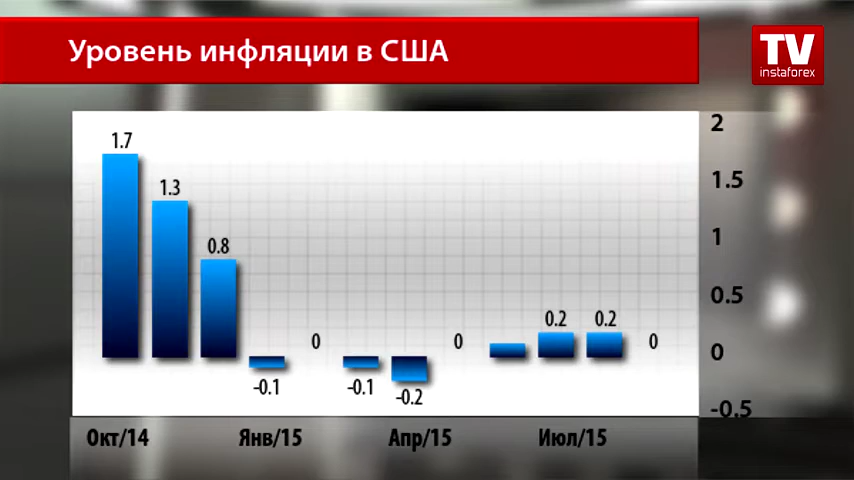 Уровень инфляции в США
TV
instaforex
1.7
1.3
0.8
-0.1
0
-0.1
-0.2
0
0.2
0.2
0
2
1.5
1
0.5
0
-0.5
Окт/14
Янв/15
Апр/15
Июл/15